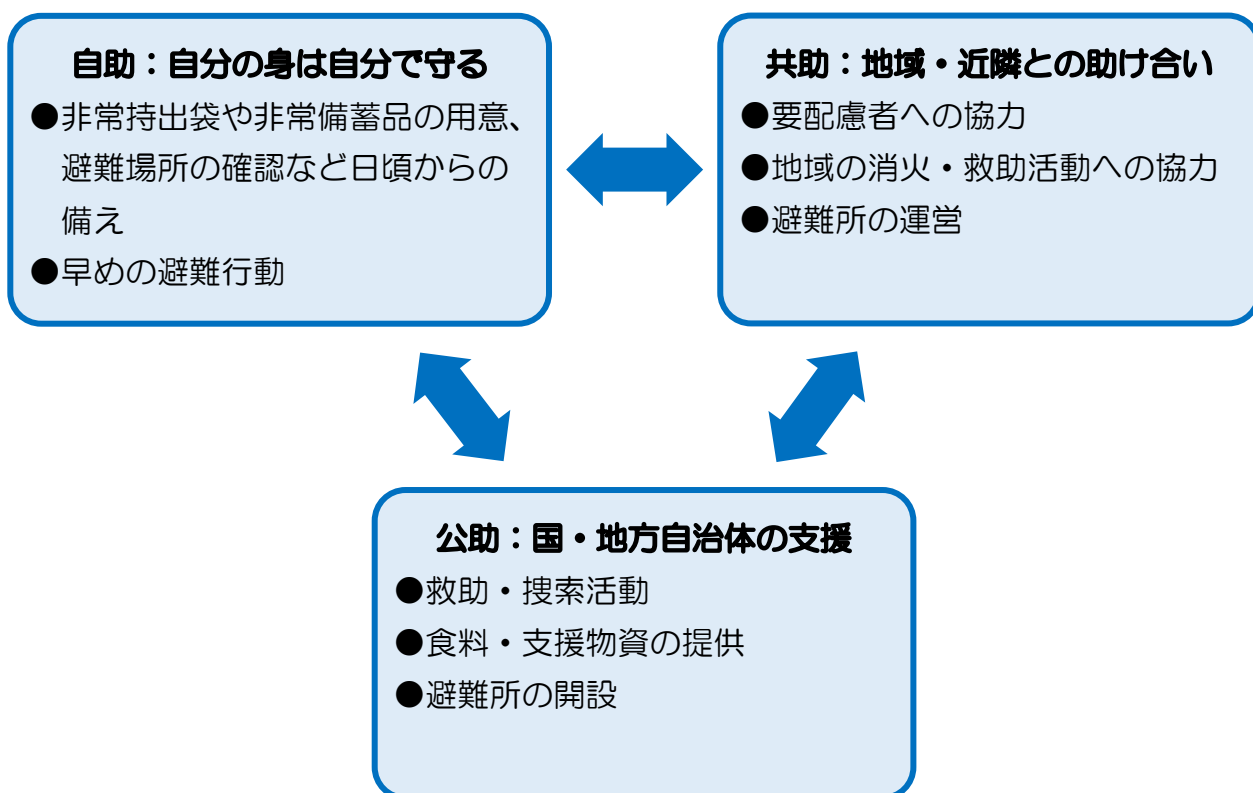 自助：自分の身は自分で守る
●非常持出袋や非常備蓄品の用意、
避難場所の確認など日頃からの
備え
●早めの避難行動
共助：地域・近隣との助け合い
●要配慮者への協力
●地域の消火・救助活動への協力
●避難所の運営
公助：国・地方自治体の支援
●救助・捜索活動
●食料・支援物資の提供
●避難所の開設